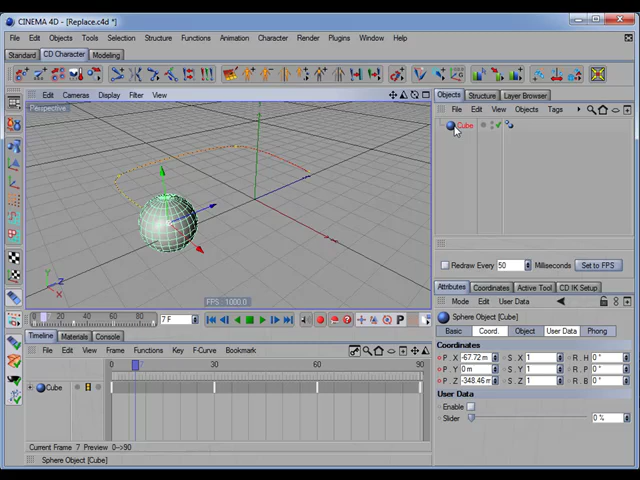 CINEMA 4D - [Replace.c4d *]
File Edit Objects Tools Selection Structure Functions Animation Character Render Plugins Window Help
Standard CD Character Modeling
Edit Cameras Display Filter View
Perspective
Y
Z
X
FPS : 1000.0
0 20 40 60 80
7 F
P
Timeline Materials Console
File Edit View Frame Functions Key F-Curve Bookmark
0 30 60 90
Cube
Current Frame 7 Preview 0-->90
Sphere Object [Cube]
Objects Structure Layer Browser
File Edit View Objects Tags
Cube
Redraw Every 50 Milliseconds Set to FPS
Attributes Coordinates Active Tool CD IK Setup
Mode Edit User Data
Sphere Object [Cube]
Basic Coord. Object User Data Phong
Coordinates
P . X -67.72 m S . X 1 R . H 0 °
P . Y 0 m S . Y 1 R . P 0 °
P . Z -348.46 m S . Z 1 R . B 0 °
User Data
Enable
Slider 0 %